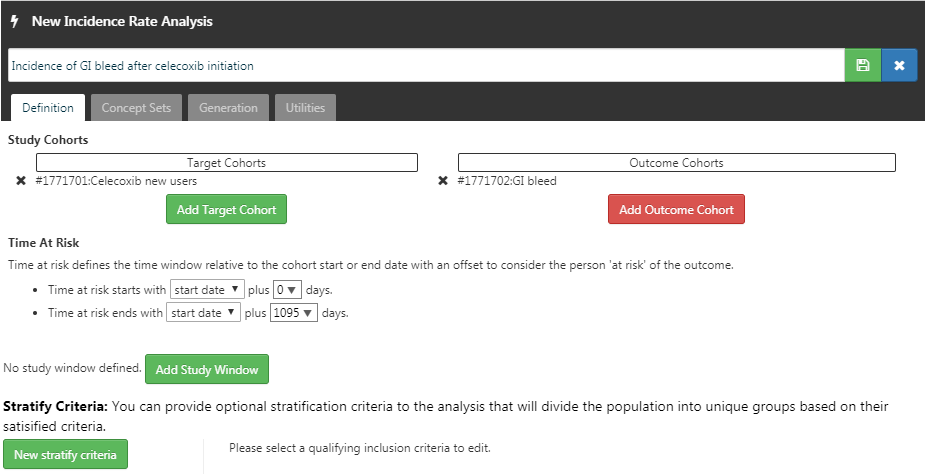 New Incidence Rate Analysis
Incidence of GI bleed after celecoxib initiation
Definition Concept Sets Generation Utilities
Study Cohorts
Target Cohorts Outcome Cohorts
#1771701:Celecoxib new users #1771702:GI bleed
Add Target Cohort Add Outcome Cohort
Time At Risk
Time at risk defines the time window relative to the cohort start or end date with an offset to consider the person 'at risk' of the outcome.
• Time at risk starts with start date ▼ plus 0 ▼ days.
• Time at risk ends with start date ▼ plus 1095 ▼ days.
No study window defined. Add Study Window
Stratify Criteria: You can provide optional stratification criteria to the analysis that will divide the population into unique groups based on their
satisified criteria.
New stratify criteria Please select a qualifying inclusion criteria to edit.